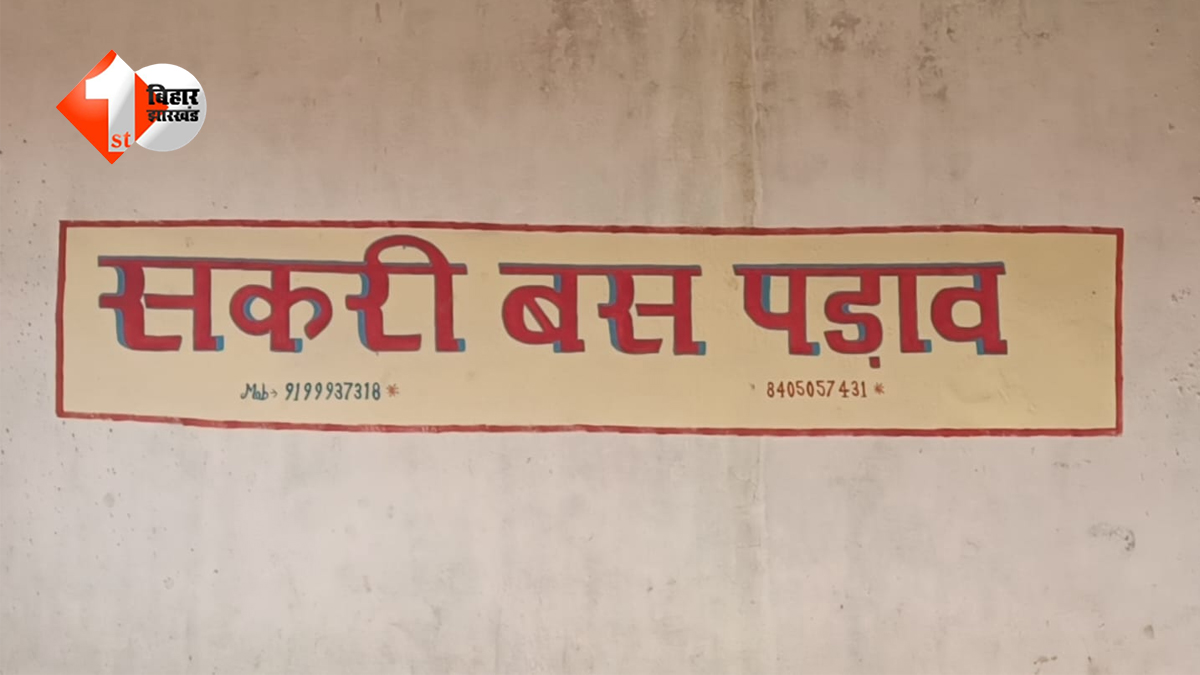 1st बिहार
झारखंड
सकरी बस पड़ाव
Mob→ 9199937318 * 8405057431 *